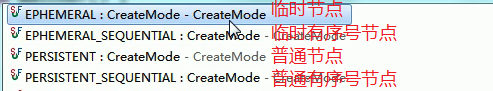 EPHEMERAL : CreateMode - CreateMode 临时节点
EPHEMERAL_SEQUENTIAL : CreateMode - CreateMode 临时有序号节点
PERSISTENT : CreateMode - CreateMode 普通节点
PERSISTENT_SEQUENTIAL : CreateMode - 普通有序号节点